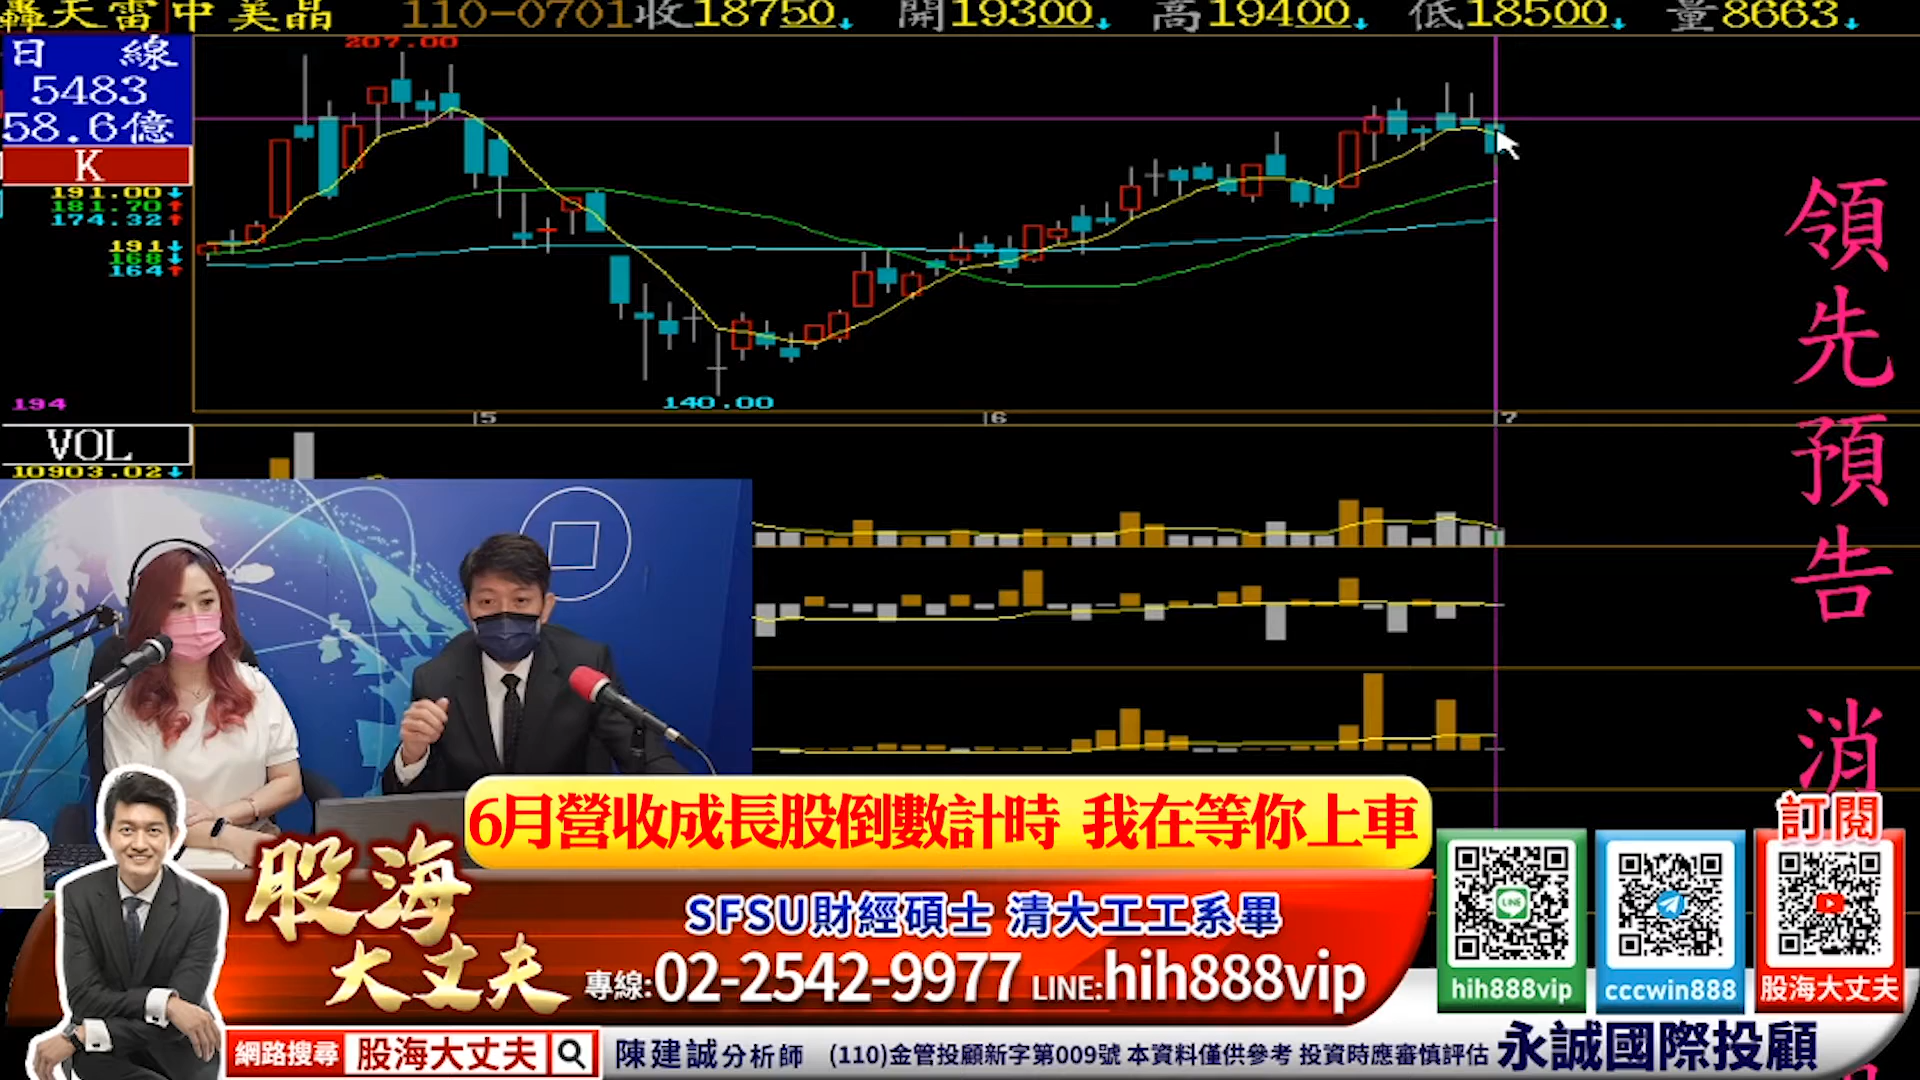 轟天雷中美晶 110-0701 收18750↓ 開19300↓ 高19400↓ 低18500↓ 量8663↓
日線
5483
58.6億
K
191.00↓
181.70↑
174.32↑
191↓
168↓
164↑
194
207.00
140.00
5 6 7
VOL
10903.02↓
領先預告 消
6月營收成長股倒數計時 我在等你上車
股海大丈夫
SFSU財經碩士 清大工工系畢
專線:02-2542-9977 LINE:hih888vip
訂閱
LINE
hih888vip
cccwin888
股海大丈夫
網路搜尋 股海大丈夫
陳建誠分析師 (110)金管投顧新字第009號 本資料僅供參考 投資時應審慎評估 永誠國際投顧